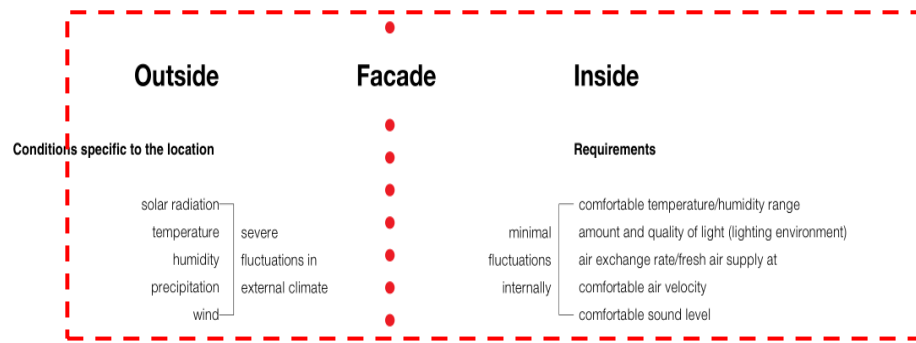 Outside
Facade
Inside
Conditions specific to the location
Requirements
solar radiation
temperature
humidity
precipitation
wind
severe
fluctuations in
external climate
minimal
fluctuations
internally
comfortable temperature/humidity range
amount and quality of light (lighting environment)
air exchange rate/fresh air supply at
comfortable air velocity
comfortable sound level